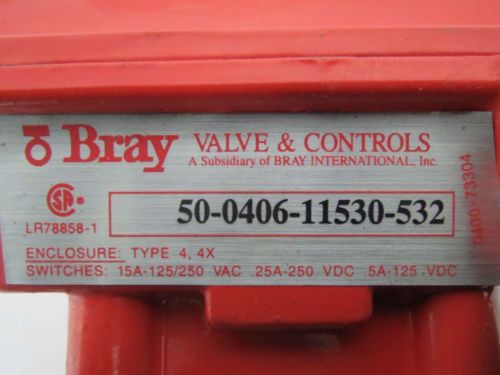 Bray VALVE & CONTROLS
A Subsidiary of BRAY INTERNATIONAL, Inc.
SA
LR78858-1
50-0406-11530-532
0400-73304
ENCLOSURE: TYPE 4, 4X
SWITCHES: 15A-125/250 VAC .25A-250 VDC .5A-125 VDC